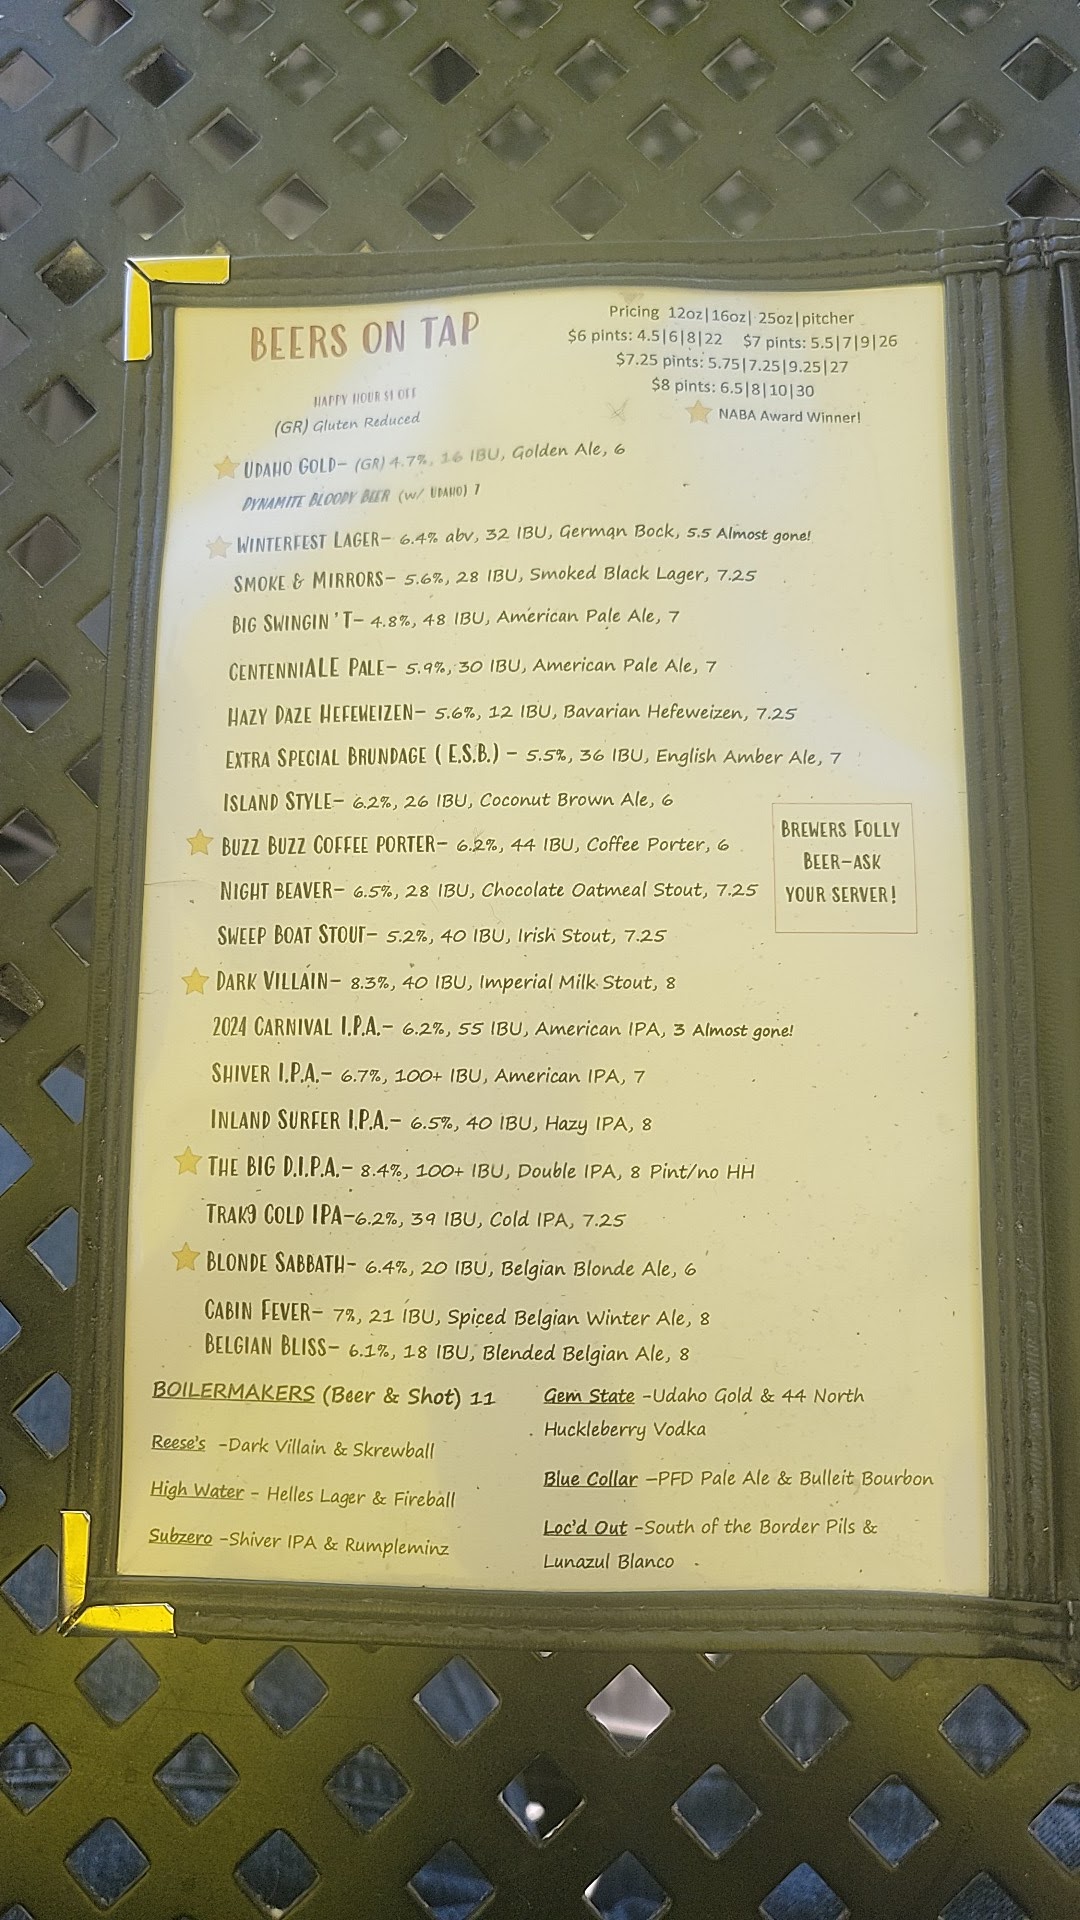 BEERS ON TAP
HAPPY HOUR $1 OFF
(GR) Gluten Reduced
Pricing 12oz|16oz| 25oz|pitcher
$6 pints: 4.5|6|8|22 $7 pints: 5.5|7|9|26
$7.25 pints: 5.75|7.25|9.25|27
$8 pints: 6.5|8|10|30
NABA Award Winner!
UDAHO GOLD– (GR) 4.7%, 16 IBU, Golden Ale, 6
DYNAMITE BLOODY BEER (W/ UDAHO) 7
WINTERFEST LAGER– 6.4% abv, 32 IBU, German Bock, 5.5 Almost gone!
SMOKE & MIRRORS– 5.6%, 28 IBU, Smoked Black Lager, 7.25
BIG SWINGIN'T– 4.8%, 48 IBU, American Pale Ale, 7
CENTENNIALE PALE– 5.9%, 30 IBU, American Pale Ale, 7
HAZY DAZE HEFEWEIZEN– 5.6%, 12 IBU, Bavarian Hefeweizen, 7.25
EXTRA SPECIAL BRUNDAGE ( E.S.B.) – 5.5%, 36 IBU, English Amber Ale, 7
ISLAND STYLE– 6.2%, 26 IBU, Coconut Brown Ale, 6
BUZZ BUZZ COFFEE PORTER– 6.2%, 44 IBU, Coffee Porter, 6
NIGHT BEAVER– 6.5%, 28 IBU, Chocolate Oatmeal Stout, 7.25
SWEEP BOAT STOUT– 5.2%, 40 IBU, Irish Stout, 7.25
DARK VILLAIN– 8.3%, 40 IBU, Imperial Milk Stout, 8
2024 CARNIVAL I.P.A.– 6.2%, 55 IBU, American IPA, 3 Almost gone!
SHIVER I.P.A.– 6.7%, 100+ IBU, American IPA, 7
INLAND SURFER I.P.A.– 6.5%, 40 IBU, Hazy IPA, 8
THE BIG D.I.P.A.– 8.4%, 100+ IBU, Double IPA, 8 Pint/no HH
TRAK9 COLD IPA–6.2%, 39 IBU, Cold IPA, 7.25
BLONDE SABBATH– 6.4%, 20 IBU, Belgian Blonde Ale, 6
CABIN FEVER– 7%, 21 IBU, Spiced Belgian Winter Ale, 8
BELGIAN BLISS– 6.1%, 18 IBU, Blended Belgian Ale, 8
BREWERS FOLLY
BEER–ASK
YOUR SERVER!
BOILERMAKERS (Beer & Shot) 11
Reese's –Dark Villain & Skrewball
High Water – Helles Lager & Fireball
Subzero –Shiver IPA & Rumpleminz
Gem State –Udaho Gold & 44 North
Huckleberry Vodka
Blue Collar –PFD Pale Ale & Bulleit Bourbon
Loc'd Out –South of the Border Pils &
Lunazul Blanco